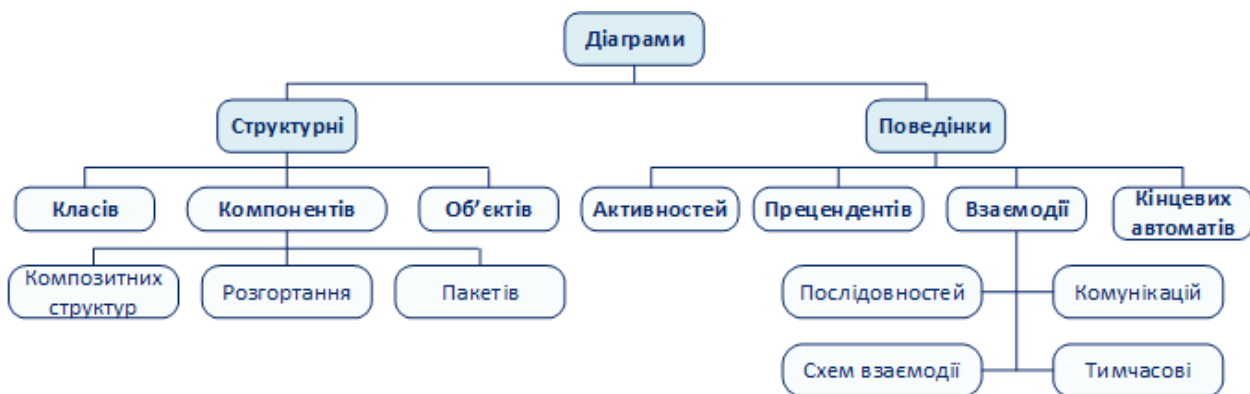 Діаграми
Структурні
Поведінки
Класів
Компонентів
Об’єктів
Активностей
Прецендентів
Взаємодії
Кінцевих
автоматів
Композитних
структур
Розгортання
Пакетів
Послідовностей
Комунікацій
Схем взаємодії
Тимчасові